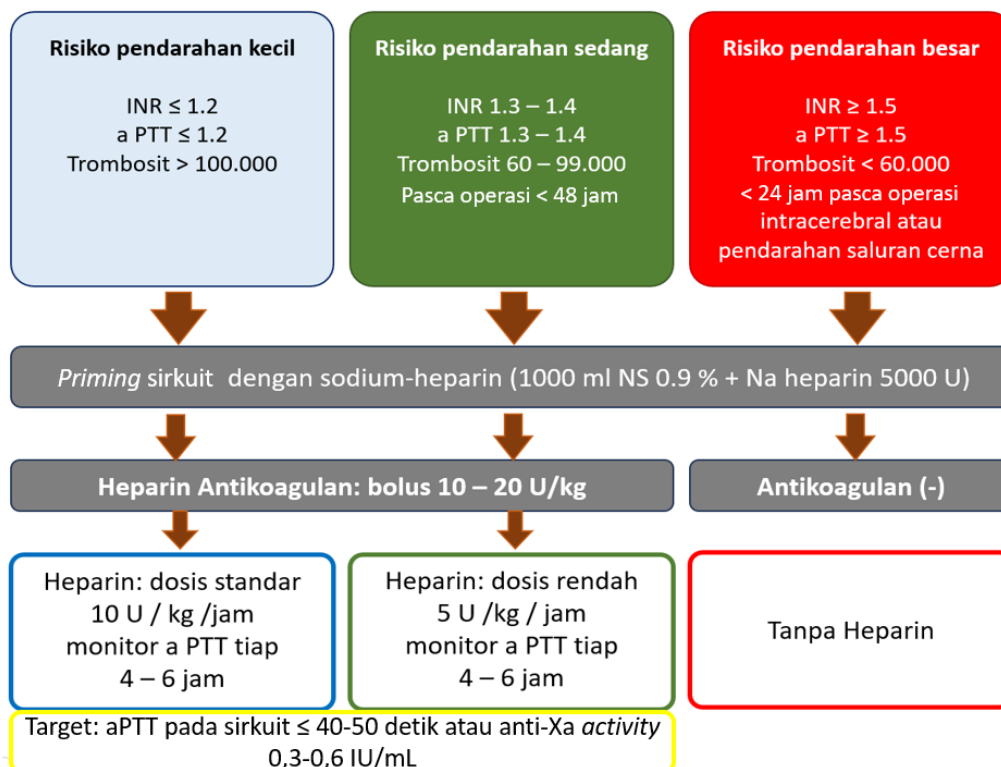 Risiko pendarahan kecil
INR ≤ 1.2
a PTT ≤ 1.2
Trombosit > 100.000
Risiko pendarahan sedang
INR 1.3 – 1.4
a PTT 1.3 – 1.4
Trombosit 60 – 99.000
Pasca operasi < 48 jam
Risiko pendarahan besar
INR ≥ 1.5
a PTT ≥ 1.5
Trombosit < 60.000
< 24 jam pasca operasi
intracerebral atau
pendarahan saluran cerna
Priming sirkuit dengan sodium-heparin (1000 ml NS 0.9 % + Na heparin 5000 U)
Heparin Antikoagulan: bolus 10 – 20 U/kg
Antikoagulan (-)
Heparin: dosis standar
10 U / kg /jam
monitor a PTT tiap
4 – 6 jam
Heparin: dosis rendah
5 U /kg / jam
monitor a PTT tiap
4 – 6 jam
Tanpa Heparin
Target: aPTT pada sirkuit ≤ 40-50 detik atau anti-Xa activity
0,3-0,6 IU/mL